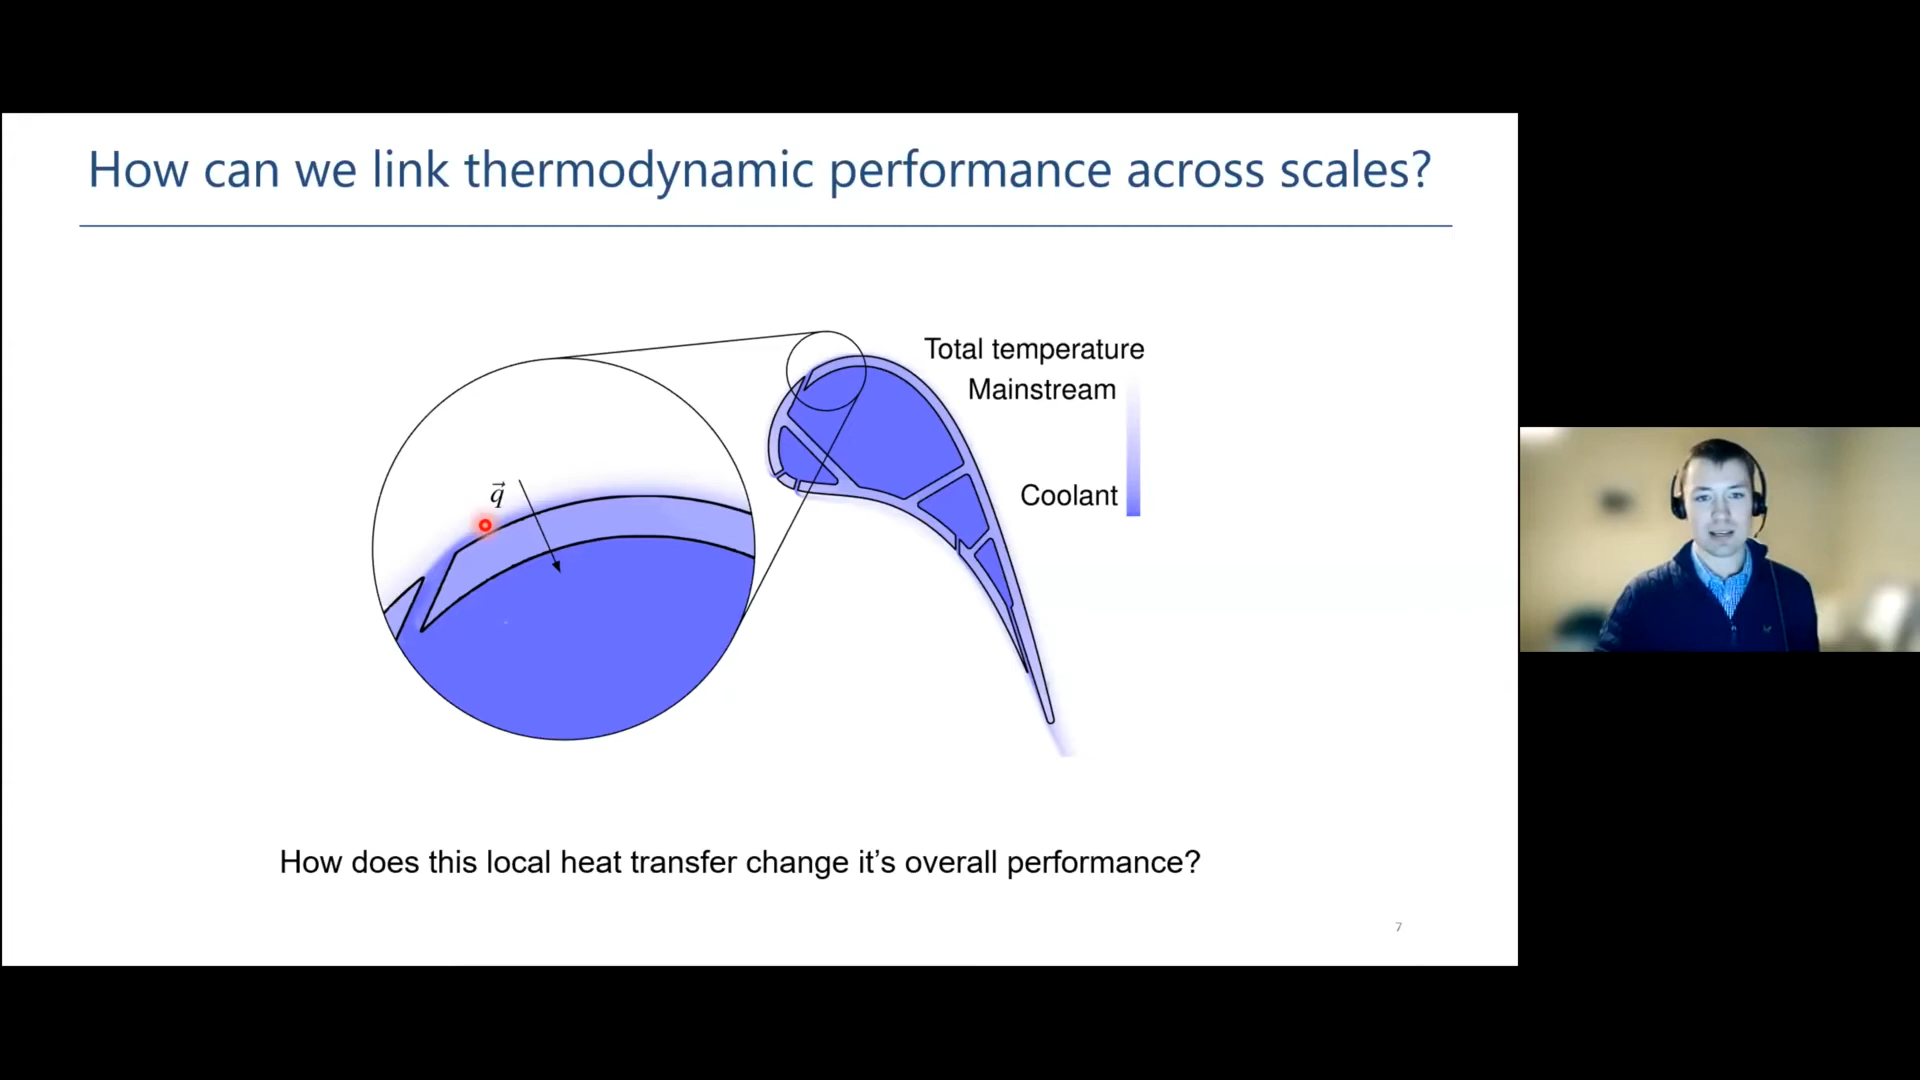 How can we link thermodynamic performance across scales?
Total temperature
Mainstream
Coolant
q⃗
How does this local heat transfer change it’s overall performance?
7